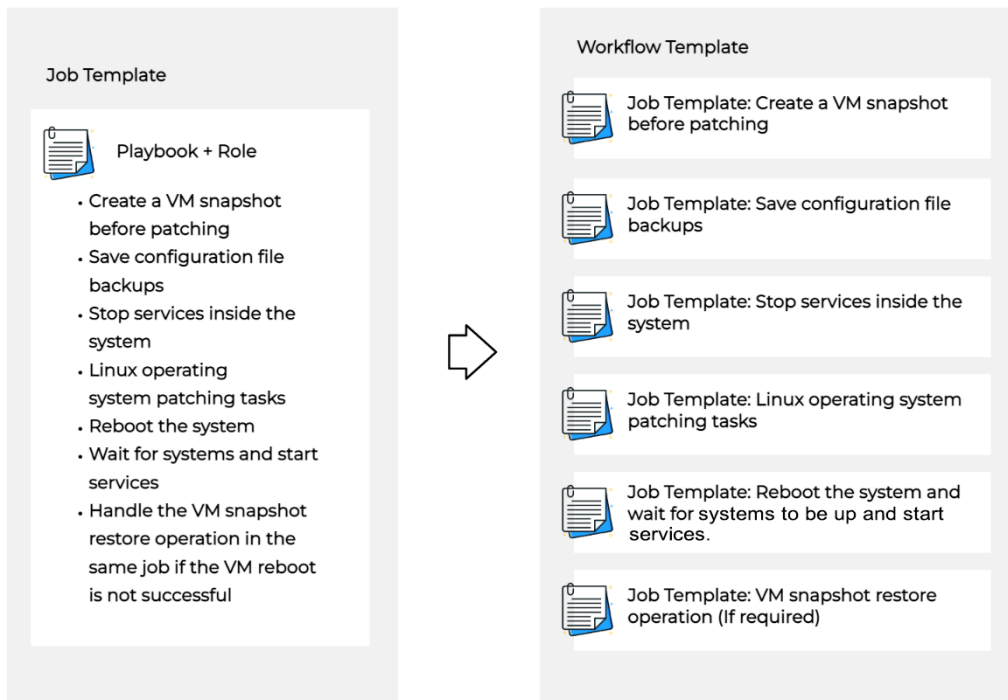 Job Template
Playbook + Role
• Create a VM snapshot
before patching
• Save configuration file
backups
• Stop services inside the
system
• Linux operating
system patching tasks
• Reboot the system
• Wait for systems and start
services
• Handle the VM snapshot
restore operation in the
same job if the VM reboot
is not successful
Workflow Template
Job Template: Create a VM snapshot
before patching
Job Template: Save configuration file
backups
Job Template: Stop services inside the
system
Job Template: Linux operating system
patching tasks
Job Template: Reboot the system and
wait for systems to be up and start
services.
Job Template: VM snapshot restore
operation (If required)